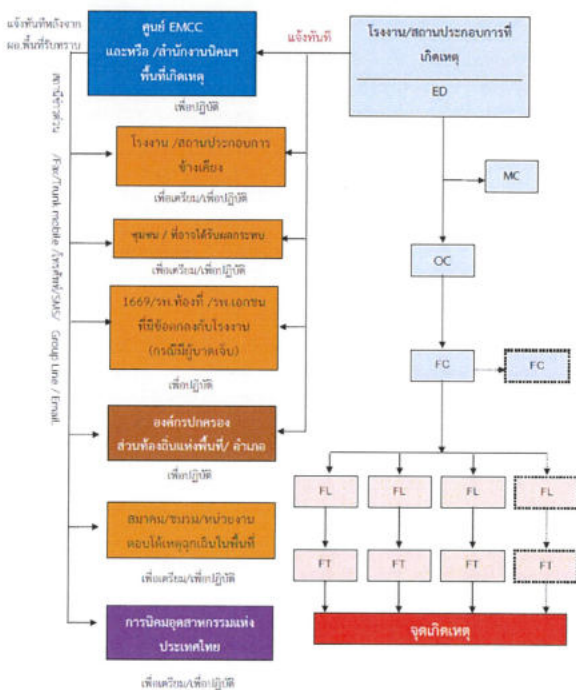 แจ้งทันทีหลังจาก
ผอ.พื้นที่รับทราบ
ศูนย์ EMCC
และหรือ /สำนักงานนิคมฯ
พื้นที่เกิดเหตุ
แจ้งทันที
โรงงาน/สถานประกอบการที่
เกิดเหตุ
ED
เพื่อปฏิบัติ
/Fax/Trunk mobile /โทรศัพท์/SMS/ Group Line / Email.
โรงงาน /สถานประกอบการ
ข้างเคียง
เพื่อเตรียม/เพื่อปฏิบัติ
MC
ชุมชน / ที่อาจได้รับผลกระทบ
เพื่อเตรียม/เพื่อปฏิบัติ
OC
1669/รพ.ท้องที่ /รพ.เอกชน
ที่มีข้อตกลงกับโรงงาน
(กรณีมีผู้บาดเจ็บ)
เพื่อปฏิบัติ
FC
FC
องค์กรปกครอง
ส่วนท้องถิ่นแห่งพื้นที่/ อำเภอ
เพื่อปฏิบัติ
FL
FL
FL
FL
สมาคม/ชมรม/หน่วยงาน
ตอบโต้เหตุฉุกเฉินในพื้นที่
เพื่อเตรียม/เพื่อปฏิบัติ
FT
FT
FT
FT
การนิคมอุตสาหกรรมแห่ง
ประเทศไทย
จุดเกิดเหตุ
เพื่อเตรียม/เพื่อปฏิบัติ